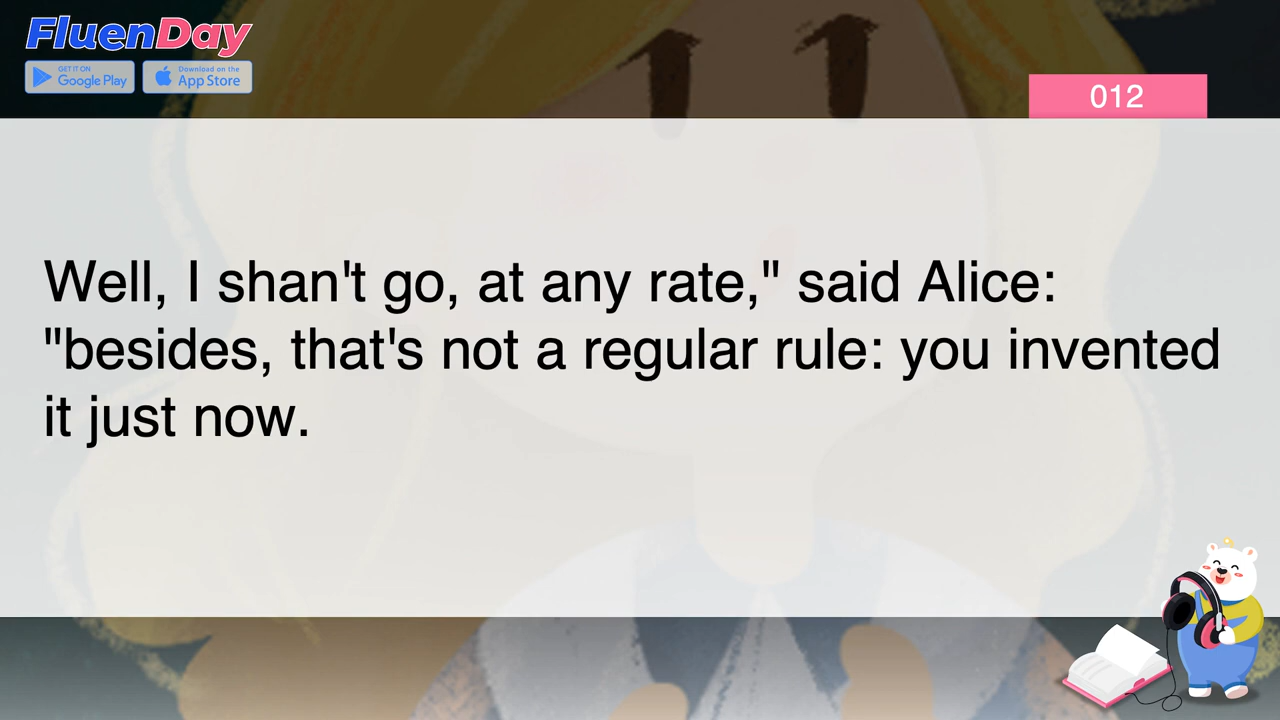 FluenDay
GET IT ON
Google Play
Download on the
App Store
012
Well, I shan't go, at any rate," said Alice:
"besides, that's not a regular rule: you invented
it just now.